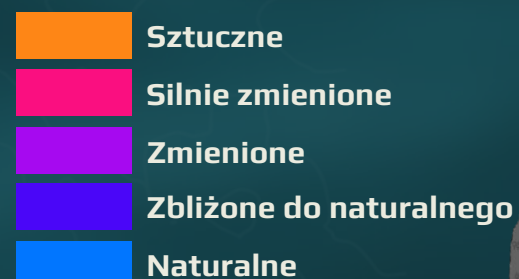 Sztuczne
Silnie zmienione
Zmienione
Zbliżone do naturalnego
Naturalne